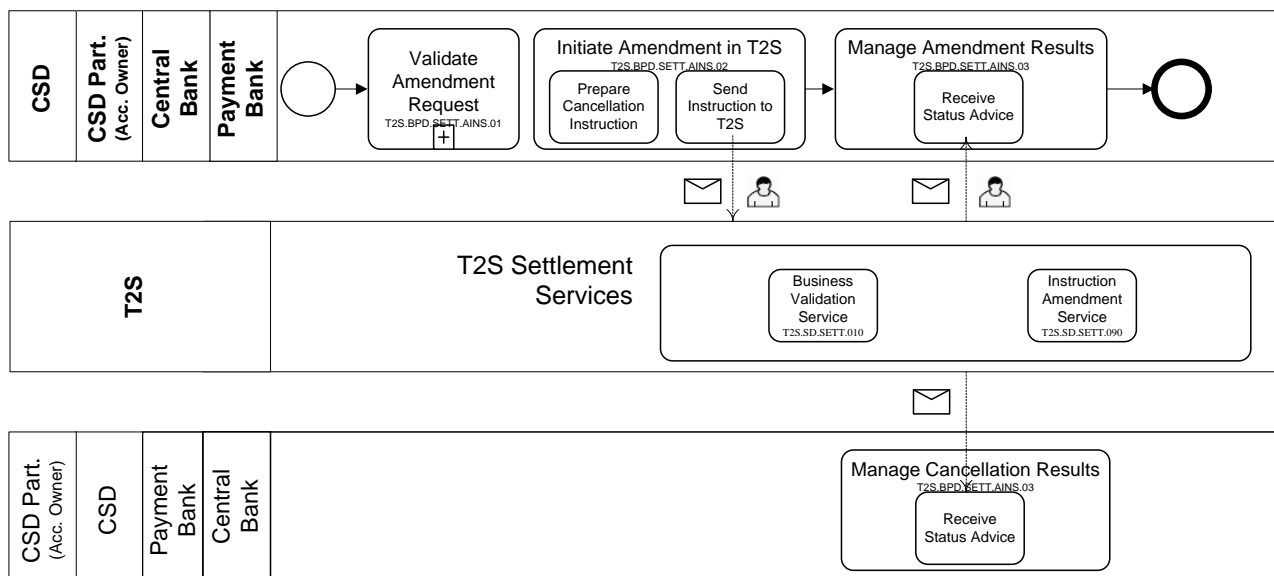 CSD
CSD Part.
(Acc. Owner)
Central
Bank
Payment
Bank
Validate
Amendment
Request
T2S.BPD.SETT.AINS.01
Initiate Amendment in T2S
T2S.BPD.SETT.AINS.02
Prepare
Cancellation
Instruction
Send
Instruction to
T2S
Manage Amendment Results
T2S.BPD.SETT.AINS.03
Receive
Status Advice
T2S
T2S Settlement
Services
Business
Validation
Service
T2S.SD.SETT.010
Instruction
Amendment
Service
T2S.SD.SETT.090
CSD Part.
(Acc. Owner)
CSD
Payment
Bank
Central
Bank
Manage Cancellation Results
T2S.BPD.SETT.AINS.03
Receive
Status Advice